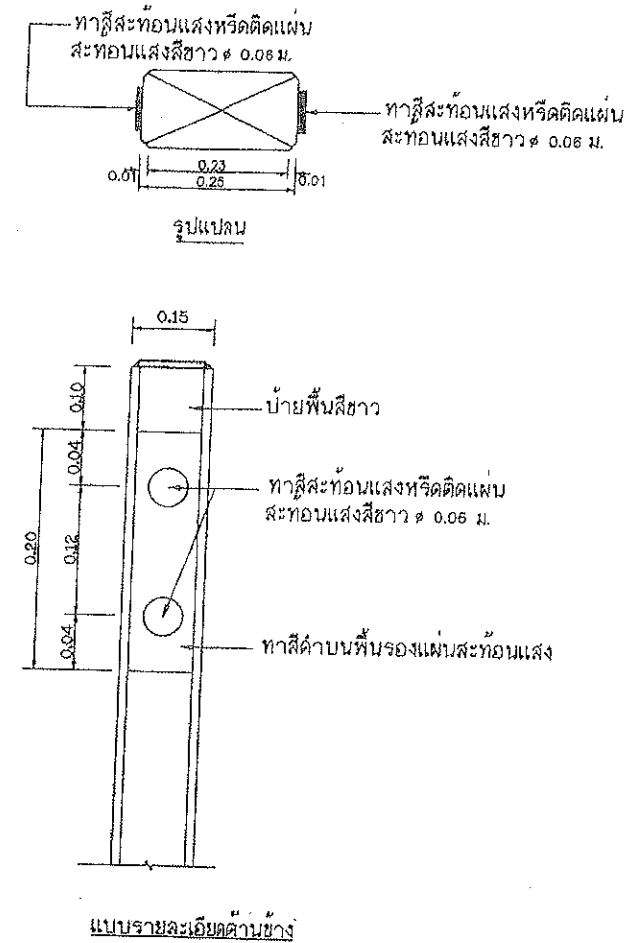 ทาสีสะท้อนแสงหรือติดแผ่น
สะท้อนแสงสีขาว ø 0.06 ม.
ทาสีสะท้อนแสงหรือติดแผ่น
สะท้อนแสงสีขาว ø 0.06 ม.
0.01
0.23
0.25
0.01
รูปแปลน
0.15
0.10
ป้ายพื้นสีขาว
0.04
ทาสีสะท้อนแสงหรือติดแผ่น
สะท้อนแสงสีขาว ø 0.06 ม.
0.20
0.12
0.04
ทาสีดำบนพื้นรองแผ่นสะท้อนแสง
แบบรายละเอียดด้านข้าง